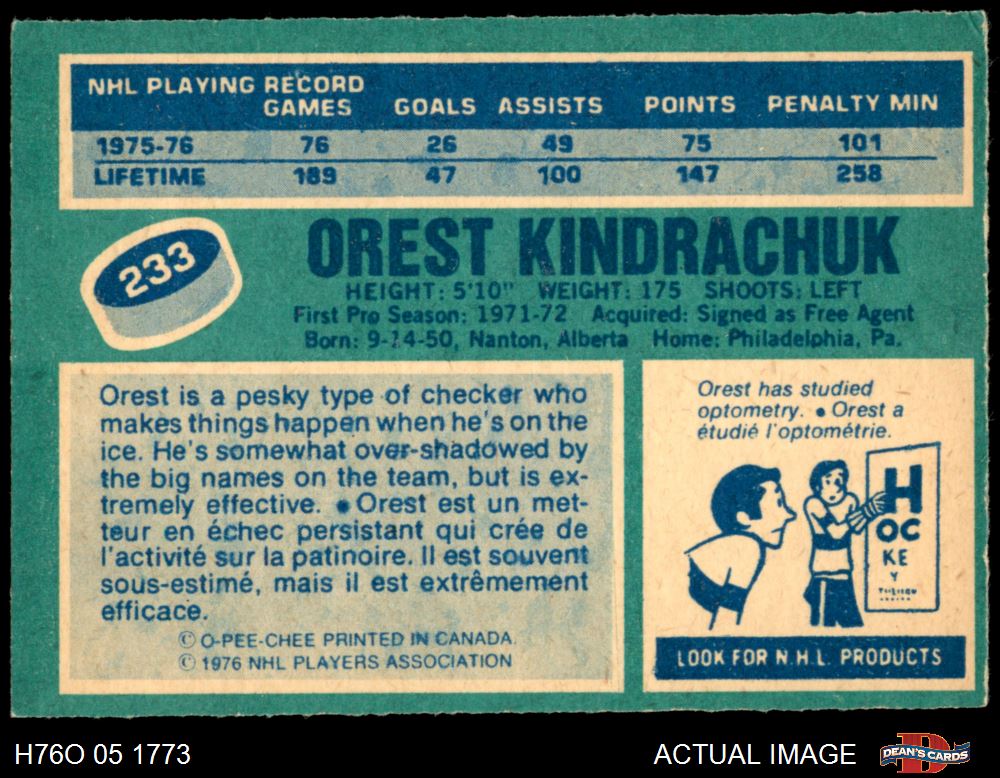 NHL PLAYING RECORD
GAMES GOALS ASSISTS POINTS PENALTY MIN
1975-76 76 26 49 75 101
LIFETIME 189 47 100 147 258
233
OREST KINDRACHUK
HEIGHT: 5'10" WEIGHT: 175 SHOOTS: LEFT
First Pro Season: 1971-72 Acquired: Signed as Free Agent
Born: 9-14-50, Nanton, Alberta Home: Philadelphia, Pa.
Orest is a pesky type of checker who
makes things happen when he's on the
ice. He's somewhat over-shadowed by
the big names on the team, but is ex-
tremely effective. • Orest est un met-
teur en échec persistant qui crée de
l'activité sur la patinoire. Il est souvent
sous-estimé, mais il est extrêmement
efficace.
© O-PEE-CHEE PRINTED IN CANADA.
© 1976 NHL PLAYERS ASSOCIATION
Orest has studied
optometry. • Orest a
étudié l'optométrie.
H
OC
KE
Y
LOOK FOR N.H.L. PRODUCTS
H76O 05 1773
ACTUAL IMAGE
DEAN'S CARDS